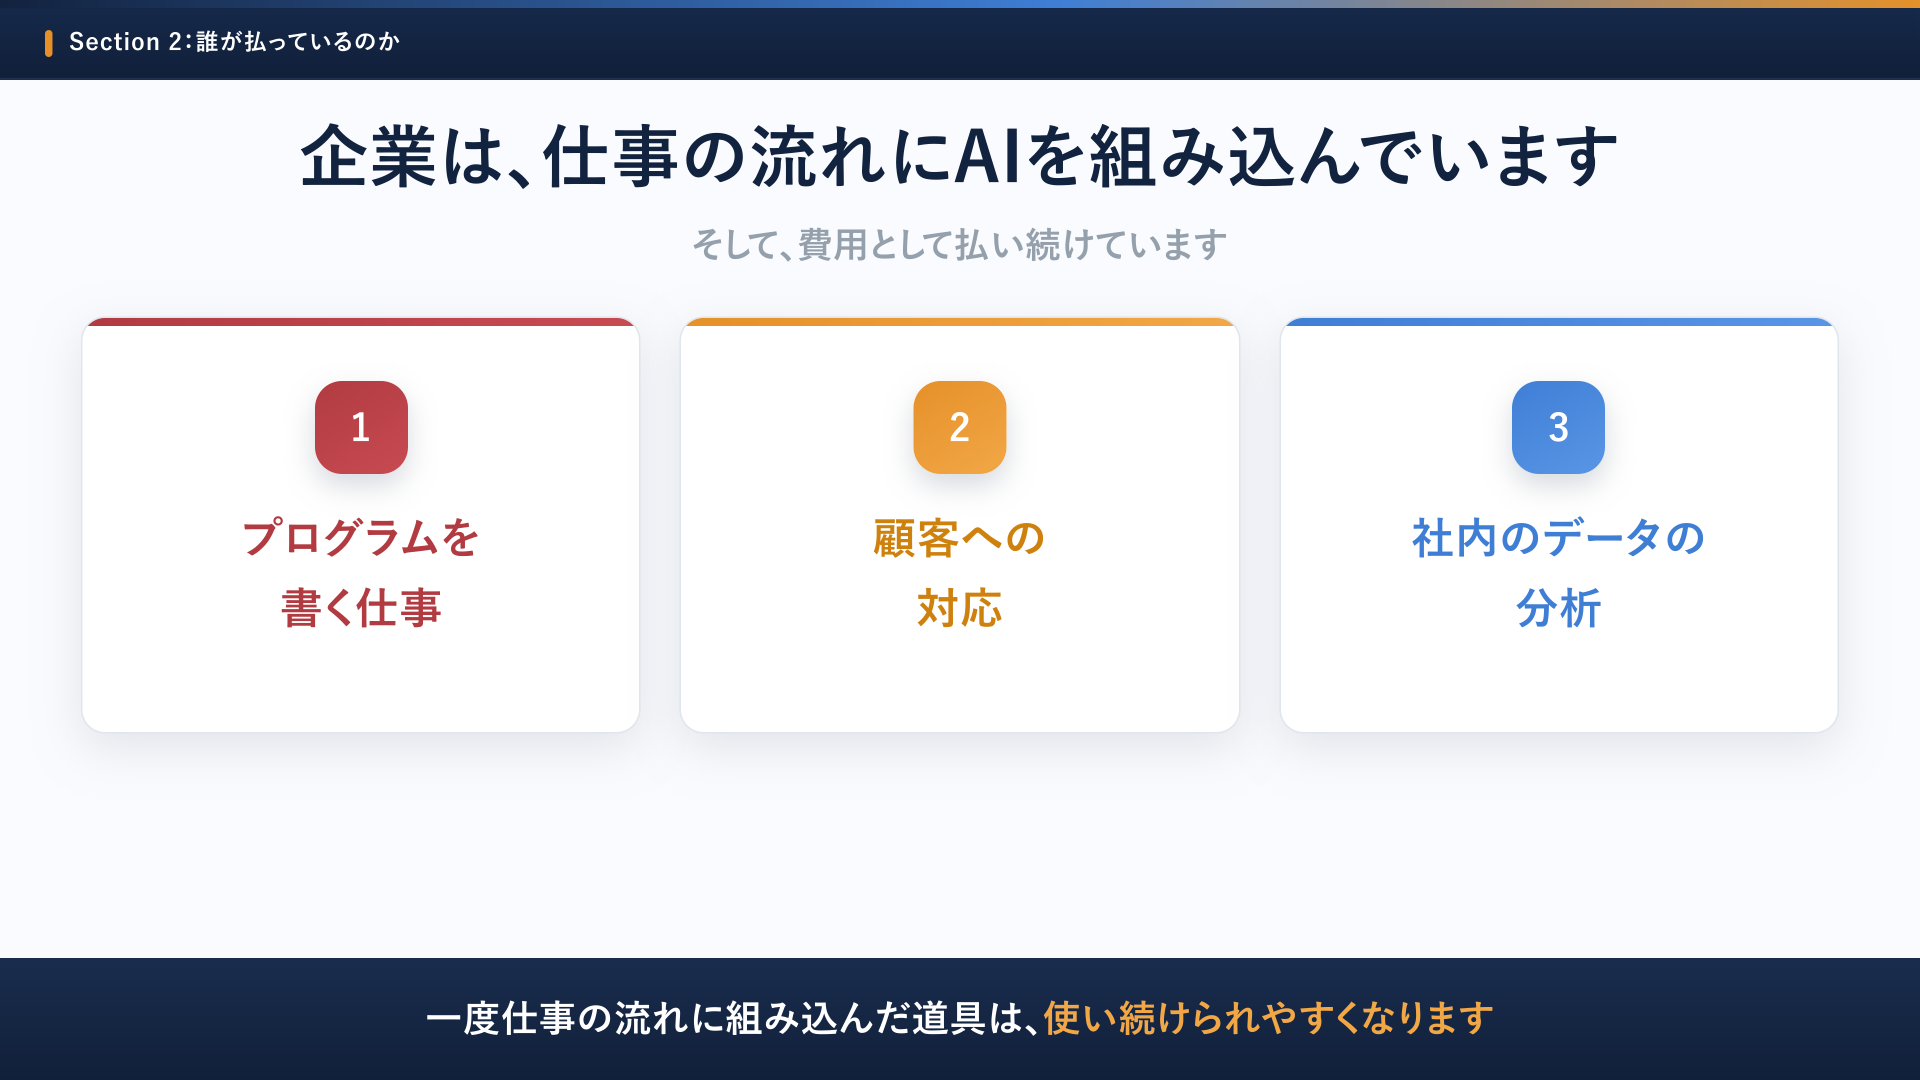 Section 2：誰が払っているのか
企業は、仕事の流れにAIを組み込んでいます
そして、費用として払い続けています
1
プログラムを
書く仕事
2
顧客への
対応
3
社内のデータの
分析
一度仕事の流れに組み込んだ道具は、使い続けられやすくなります